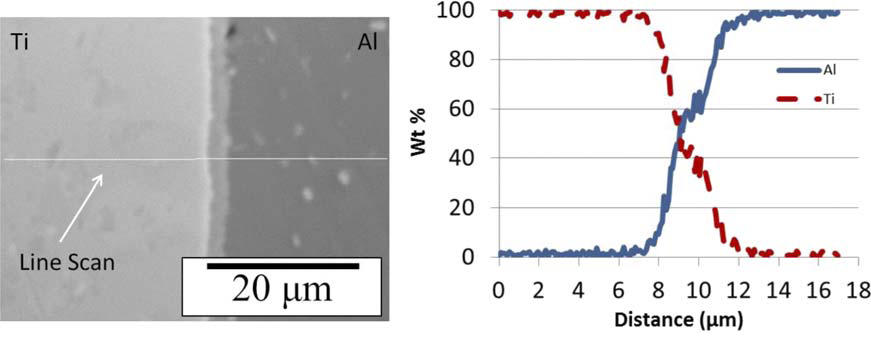 Ti
Al
Line Scan
20 μm
Wt %
100
80
60
40
20
0
Al
Ti
0 2 4 6 8 10 12 14 16 18
Distance (μm)